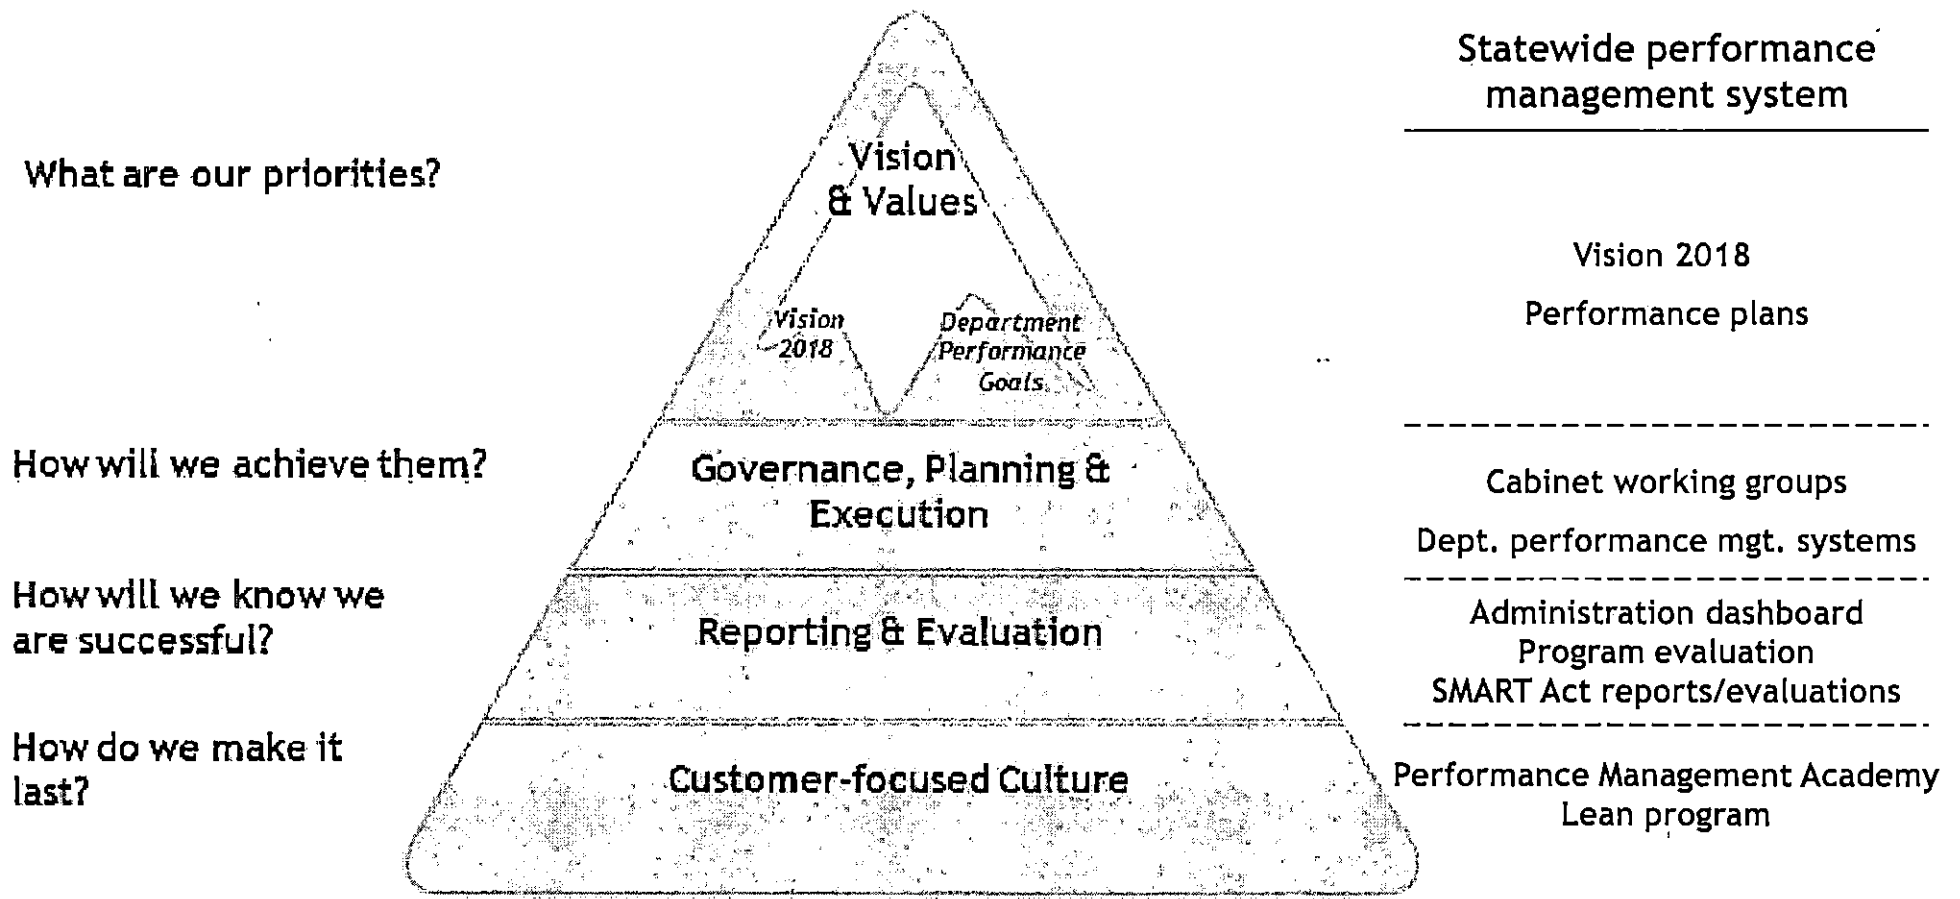 Statewide performance
management system
What are our priorities?
Vision
& Values
Vision
2018
Department
Performance
Goals
Vision 2018
Performance plans
How will we achieve them?
Governance, Planning &
Execution
Cabinet working groups
Dept. performance mgt. systems
How will we know we
are successful?
Reporting & Evaluation
Administration dashboard
Program evaluation
SMART Act reports/evaluations
How do we make it
last?
Customer-focused Culture
Performance Management Academy
Lean program